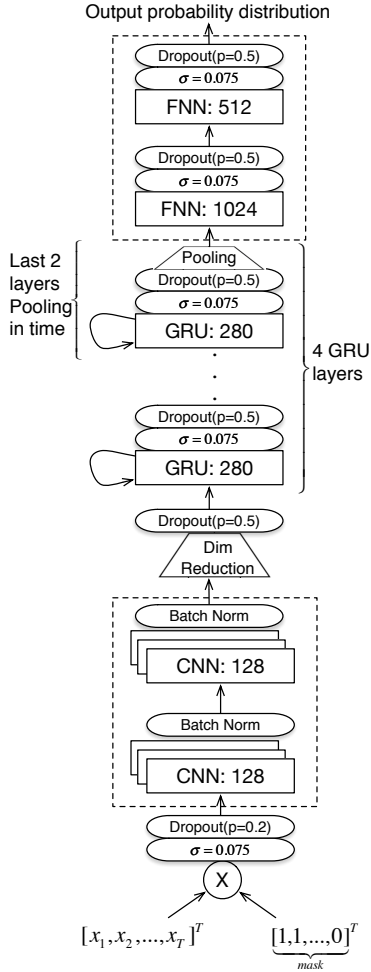 Output probability distribution
Dropout(p=0.5)
σ = 0.075
FNN: 512
Dropout(p=0.5)
σ = 0.075
FNN: 1024
Last 2
layers
Pooling
in time
Pooling
Dropout(p=0.5)
σ = 0.075
GRU: 280
4 GRU
layers
.
.
.
Dropout(p=0.5)
σ = 0.075
GRU: 280
Dropout(p=0.5)
Dim
Reduction
Batch Norm
CNN: 128
Batch Norm
CNN: 128
Dropout(p=0.2)
σ = 0.075
X
[x₁, x₂, ..., x_T]ᵀ [1,1,...,0]ᵀ
mask